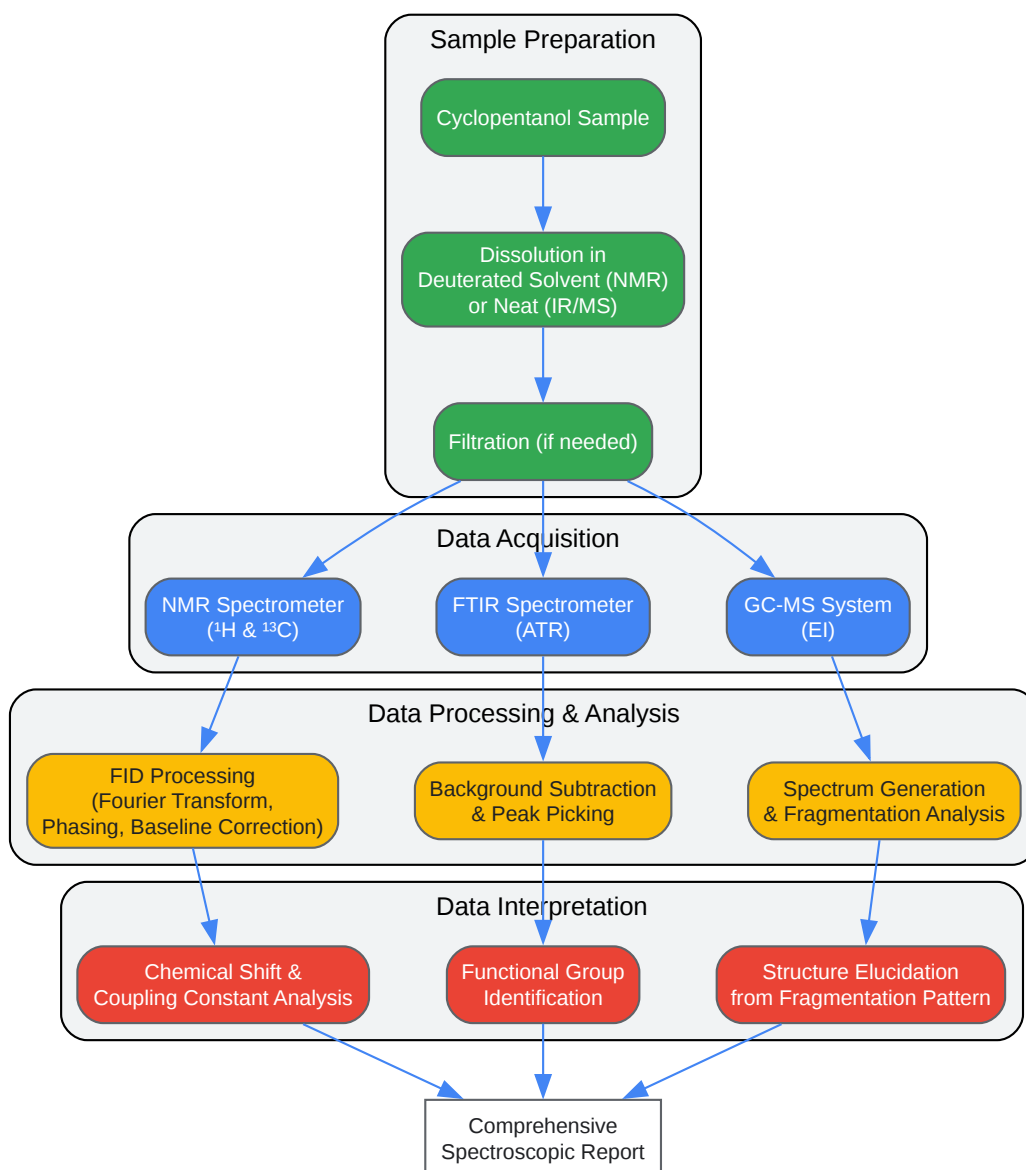 Sample Preparation
Cyclopentanol Sample
Dissolution in
Deuterated Solvent (NMR)
or Neat (IR/MS)
Filtration (if needed)
Data Acquisition
NMR Spectrometer
(¹H & ¹³C)
FTIR Spectrometer
(ATR)
GC-MS System
(EI)
Data Processing & Analysis
FID Processing
(Fourier Transform,
Phasing, Baseline Correction)
Background Subtraction
& Peak Picking
Spectrum Generation
& Fragmentation Analysis
Data Interpretation
Chemical Shift &
Coupling Constant Analysis
Functional Group
Identification
Structure Elucidation
from Fragmentation Pattern
Comprehensive
Spectroscopic Report